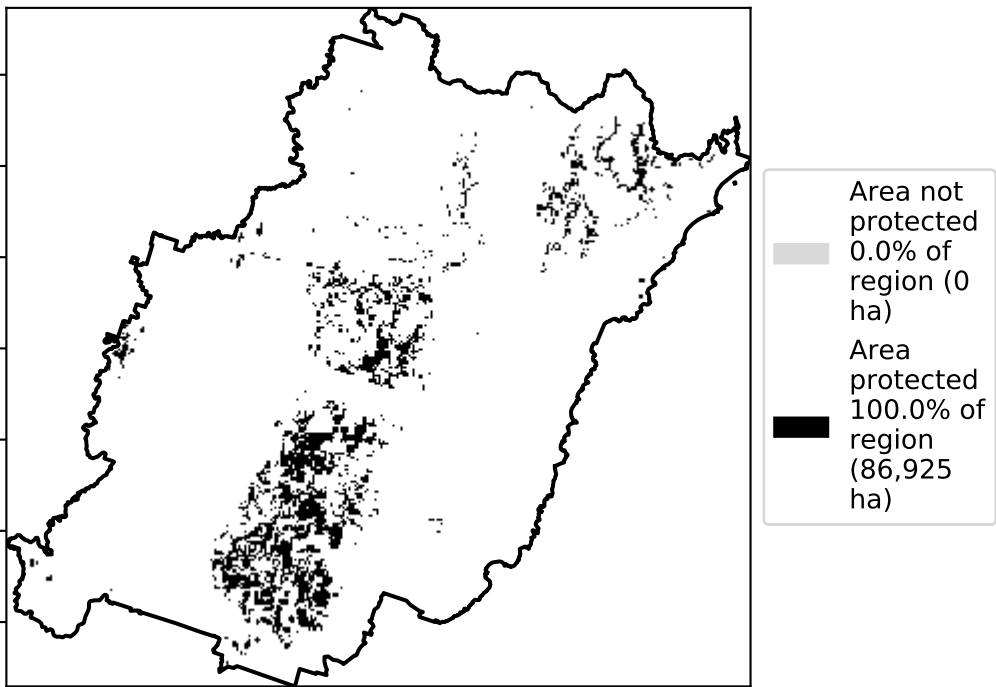 Area not
protected
0.0% of
region (0
ha)
Area
protected
100.0% of
region
(86,925
ha)